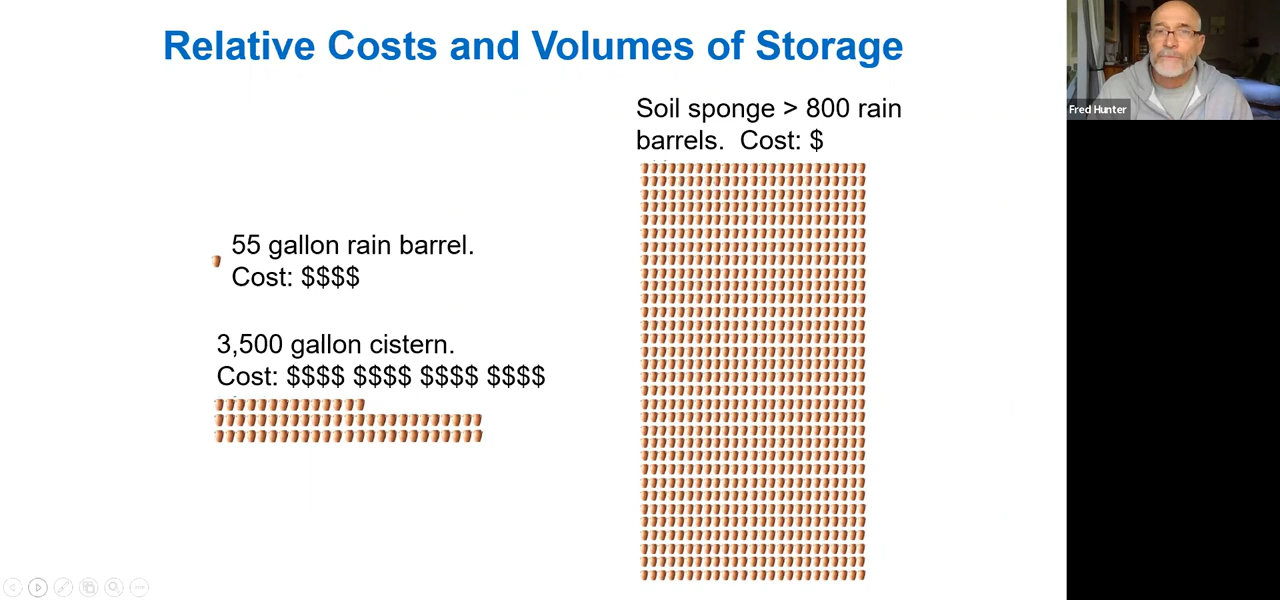 Relative Costs and Volumes of Storage
Fred Hunter
Soil sponge > 800 rain
barrels.  Cost: $
55 gallon rain barrel.
Cost: $$$$
3,500 gallon cistern.
Cost: $$$$ $$$$ $$$$ $$$$